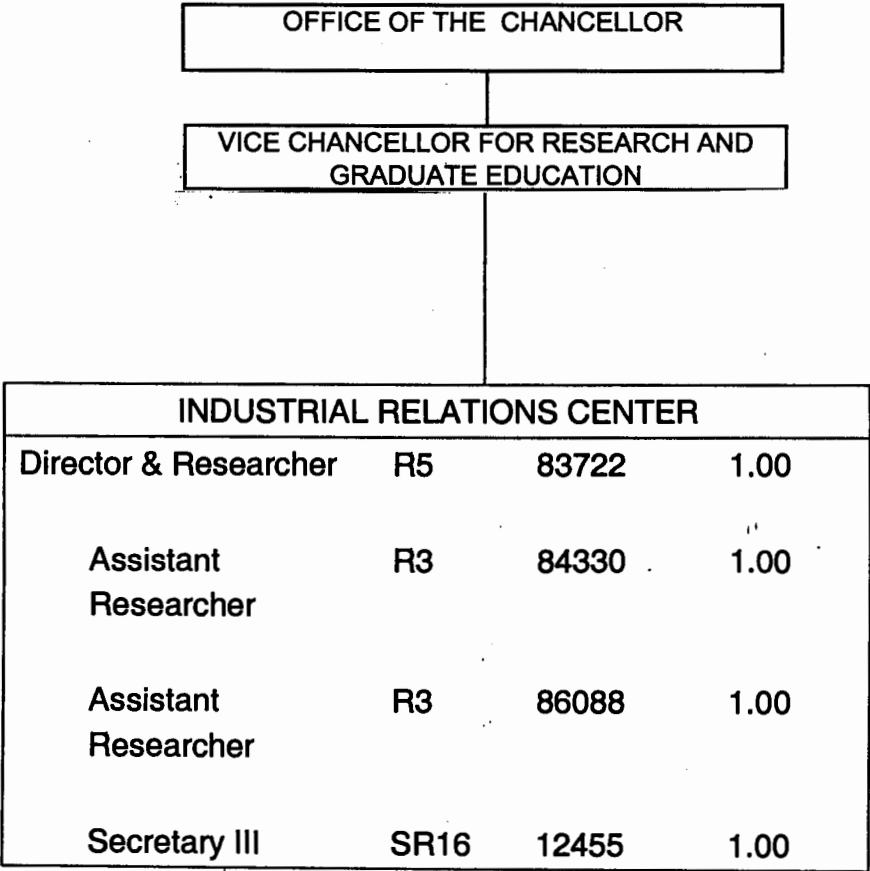 OFFICE OF THE CHANCELLOR
VICE CHANCELLOR FOR RESEARCH AND
GRADUATE EDUCATION
INDUSTRIAL RELATIONS CENTER
Director & Researcher R5 83722 1.00
Assistant R3 84330 1.00
Researcher
Assistant R3 86088 1.00
Researcher
Secretary III SR16 12455 1.00